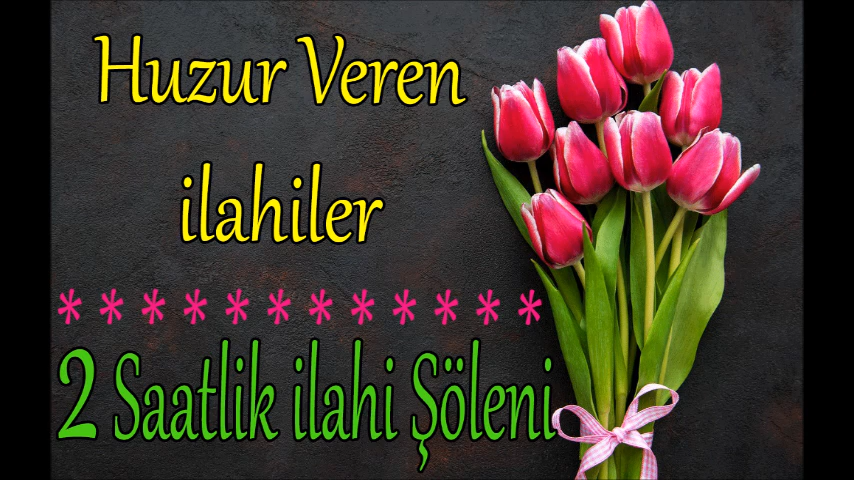 Huzur Veren
ilahiler
************
2 Saatlik ilahi Şöleni